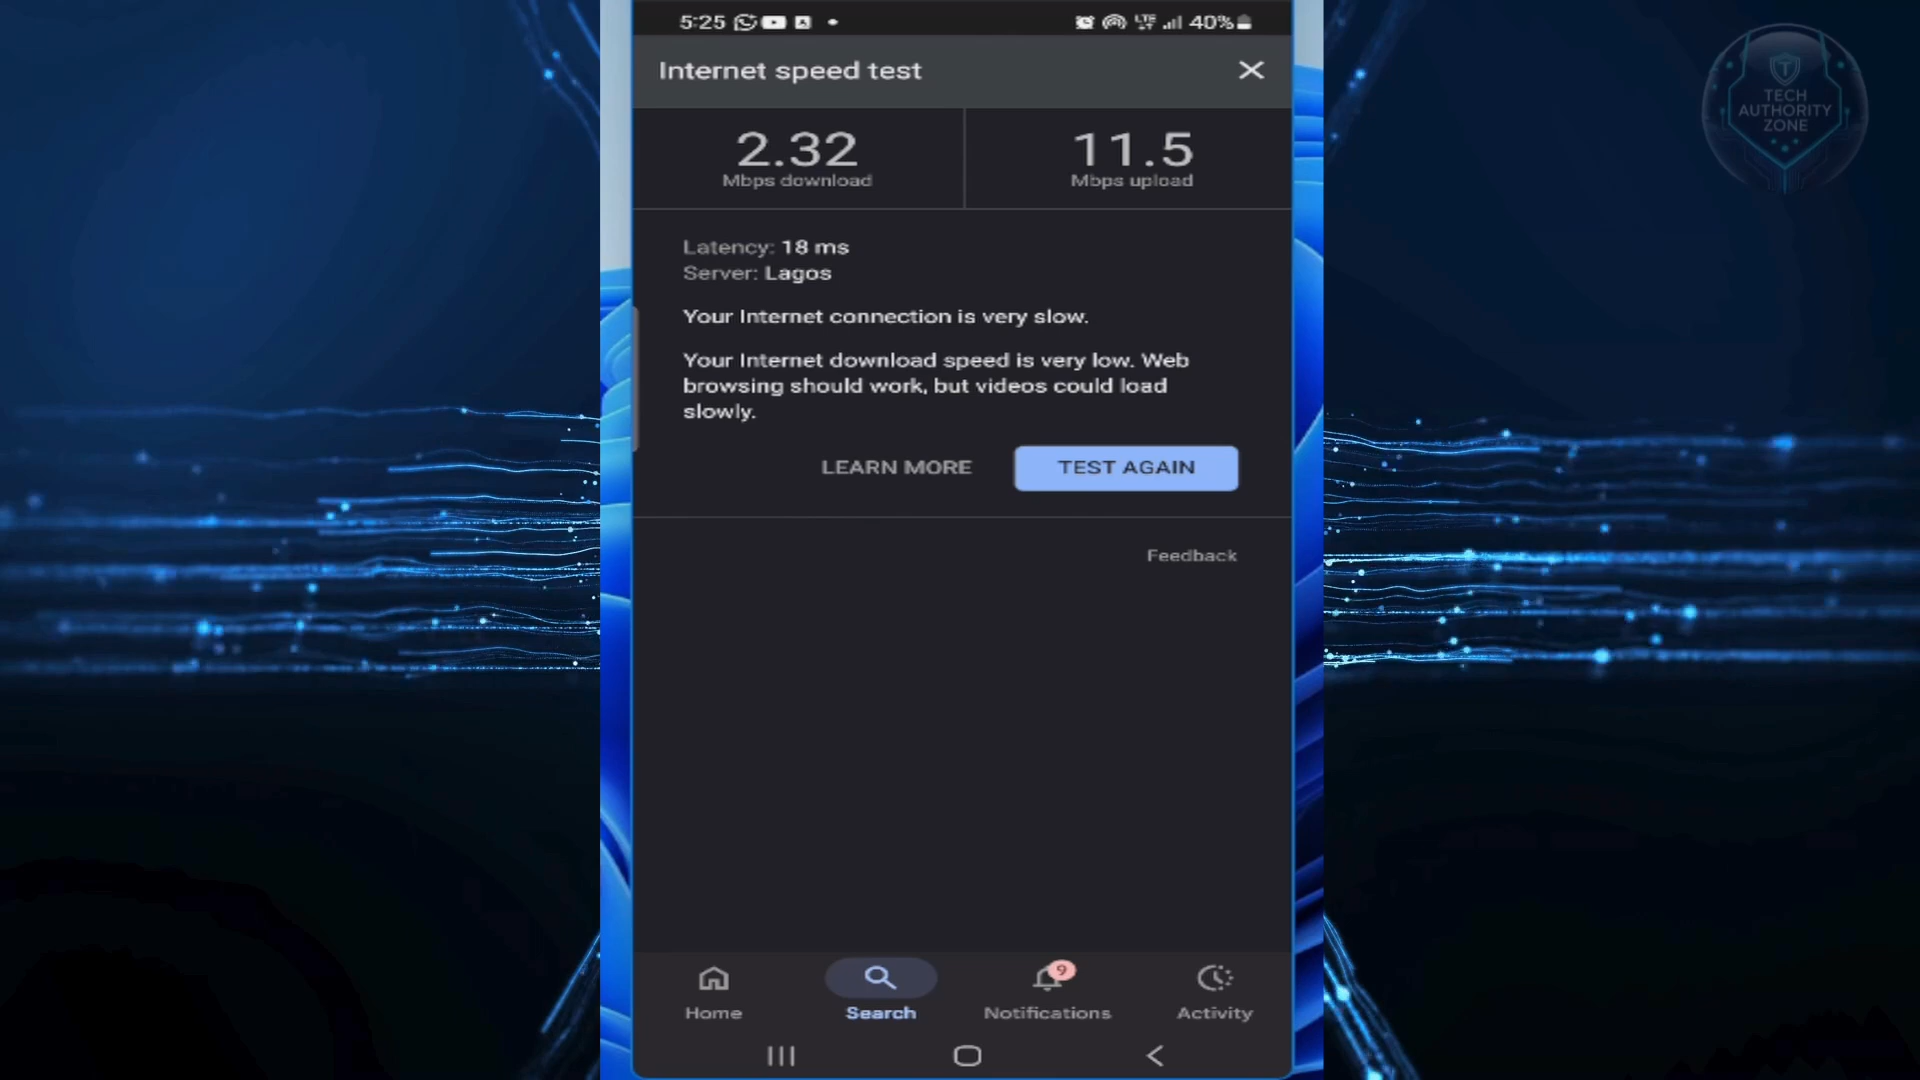 5:25
LTE
40%
Internet speed test
TECH
AUTHORITY
ZONE
2.32
11.5
Mbps download
Mbps upload
Latency: 18 ms
Server: Lagos
Your Internet connection is very slow.
Your Internet download speed is very low. Web
browsing should work, but videos could load
slowly.
LEARN MORE
TEST AGAIN
Feedback
9
Home
Search
Notifications
Activity